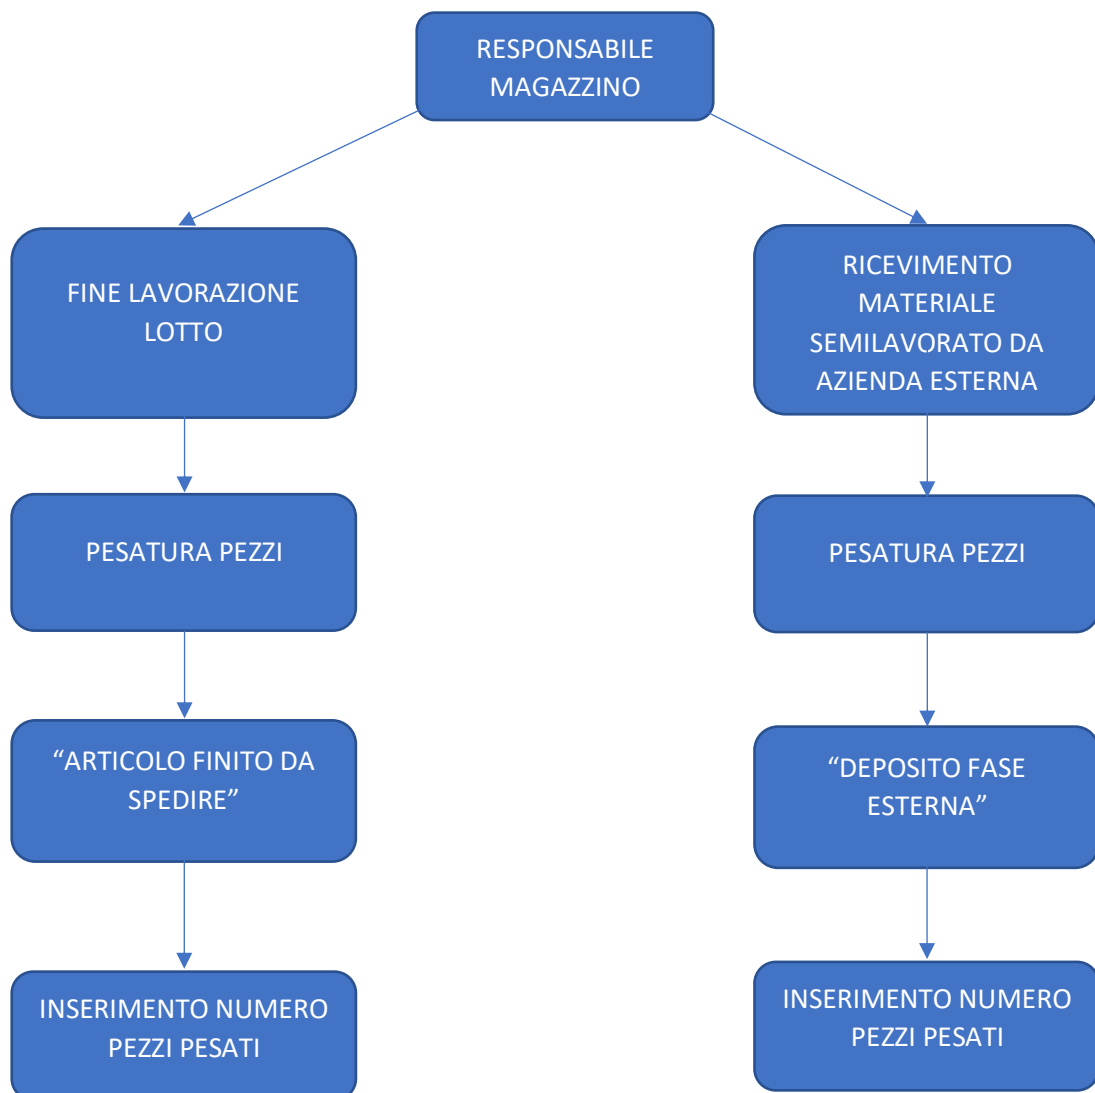 RESPONSABILE
MAGAZZINO
FINE LAVORAZIONE
LOTTO
RICEVIMENTO
MATERIALE
SEMILAVORATO DA
AZIENDA ESTERNA
PESATURA PEZZI
PESATURA PEZZI
“ARTICOLO FINITO DA
SPEDIRE”
“DEPOSITO FASE
ESTERNA”
INSERIMENTO NUMERO
PEZZI PESATI
INSERIMENTO NUMERO
PEZZI PESATI